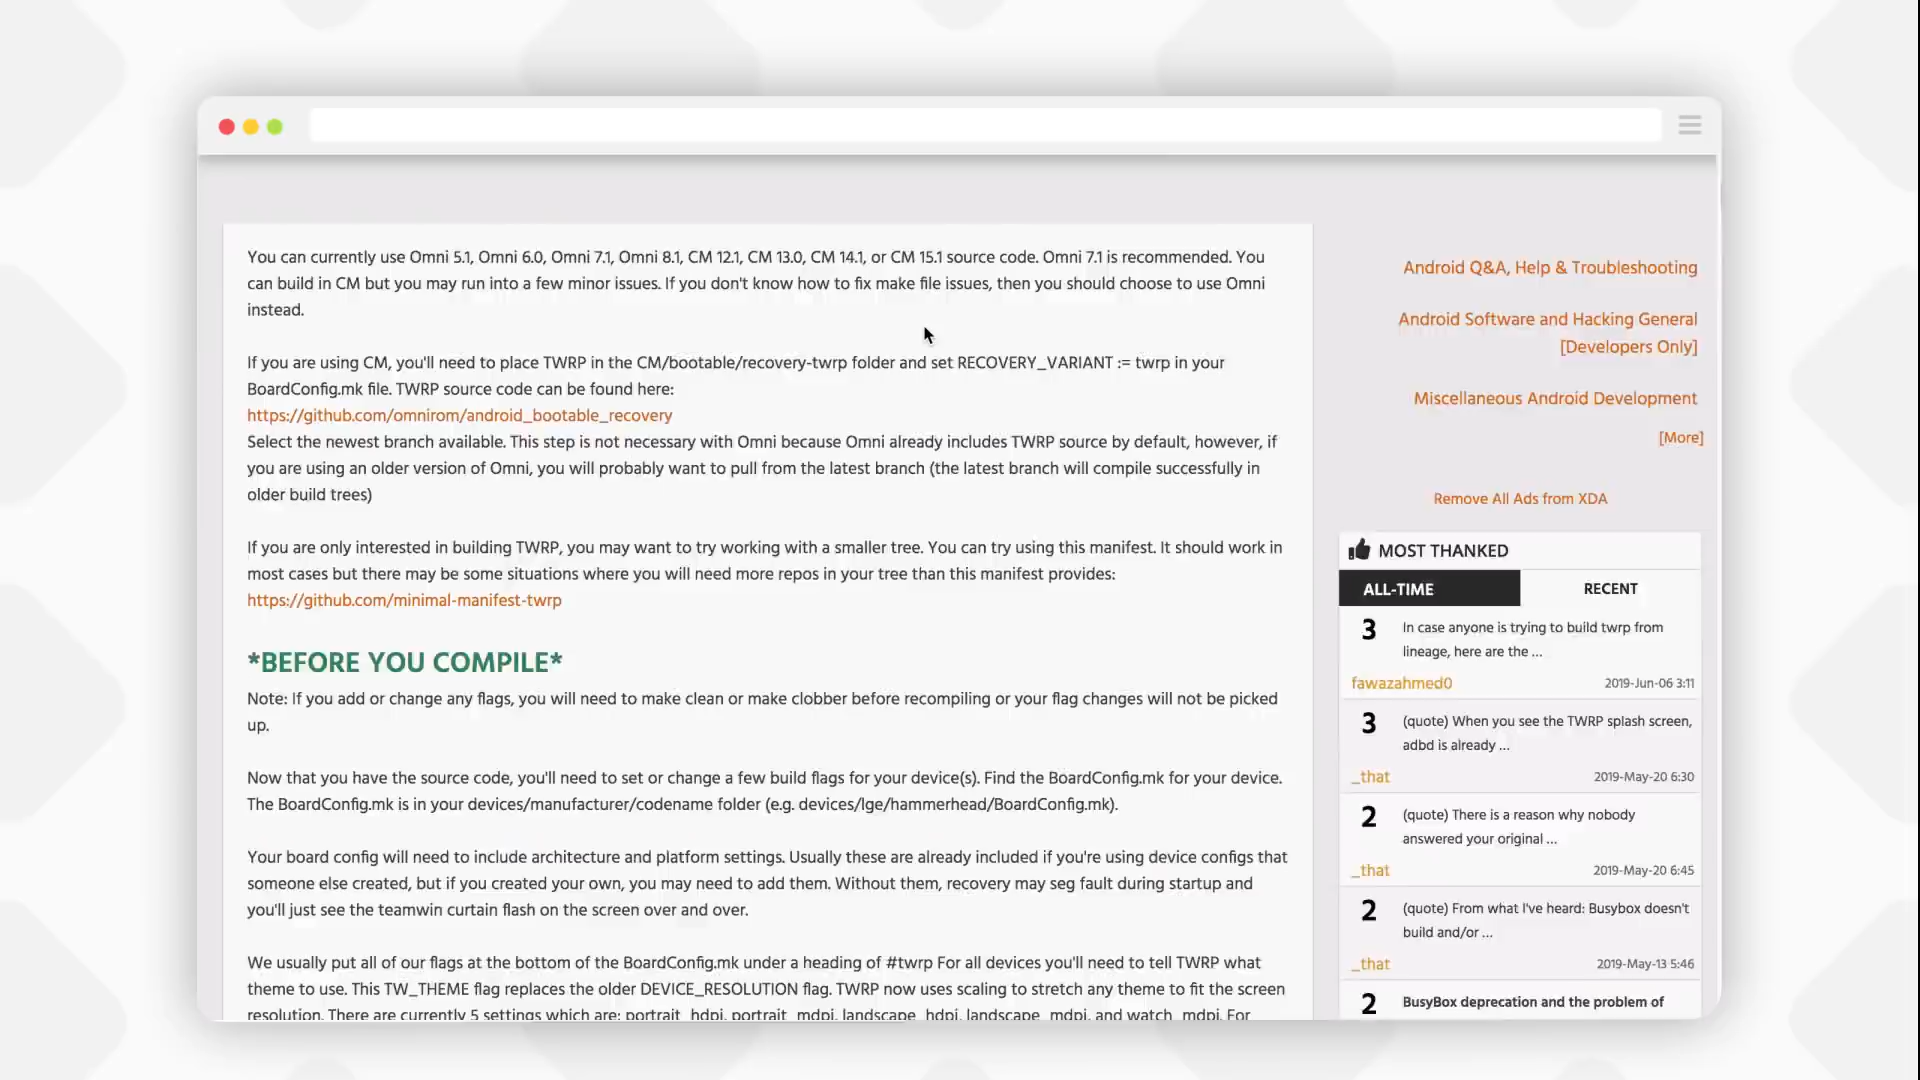 You can currently use Omni 5.1, Omni 6.0, Omni 7.1, Omni 8.1, CM 12.1, CM 13.0, CM 14.1, or CM 15.1 source code. Omni 7.1 is recommended. You
can build in CM but you may run into a few minor issues. If you don't know how to fix make file issues, then you should choose to use Omni
instead.
If you are using CM, you'll need to place TWRP in the CM/bootable/recovery-twrp folder and set RECOVERY_VARIANT := twrp in your
BoardConfig.mk file. TWRP source code can be found here:
https://github.com/omnirom/android_bootable_recovery
Select the newest branch available. This step is not necessary with Omni because Omni already includes TWRP source by default, however, if
you are using an older version of Omni, you will probably want to pull from the latest branch (the latest branch will compile successfully in
older build trees)
If you are only interested in building TWRP, you may want to try working with a smaller tree. You can try using this manifest. It should work in
most cases but there may be some situations where you will need more repos in your tree than this manifest provides:
https://github.com/minimal-manifest-twrp
*BEFORE YOU COMPILE*
Note: If you add or change any flags, you will need to make clean or make clobber before recompiling or your flag changes will not be picked
up.
Now that you have the source code, you'll need to set or change a few build flags for your device(s). Find the BoardConfig.mk for your device.
The BoardConfig.mk is in your devices/manufacturer/codename folder (e.g. devices/lge/hammerhead/BoardConfig.mk).
Your board config will need to include architecture and platform settings. Usually these are already included if you're using device configs that
someone else created, but if you created your own, you may need to add them. Without them, recovery may seg fault during startup and
you'll just see the teamwin curtain flash on the screen over and over.
We usually put all of our flags at the bottom of the BoardConfig.mk under a heading of #twrp For all devices you'll need to tell TWRP what
theme to use. This TW_THEME flag replaces the older DEVICE_RESOLUTION flag. TWRP now uses scaling to stretch any theme to fit the screen
resolution. There are currently 5 settings which are: portrait_hdpi, portrait_mdpi, landscape_hdpi, landscape_mdpi, and watch_mdpi. For
Android Q&A, Help & Troubleshooting
Android Software and Hacking General
[Developers Only]
Miscellaneous Android Development
[More]
Remove All Ads from XDA
MOST THANKED
ALL-TIME RECENT
3 In case anyone is trying to build twrp from
lineage, here are the ...
fawazahmed0 2019-Jun-06 3:11
3 (quote) When you see the TWRP splash screen,
adbd is already ...
_that 2019-May-20 6:30
2 (quote) There is a reason why nobody
answered your original ...
_that 2019-May-20 6:45
2 (quote) From what I've heard: Busybox doesn't
build and/or ...
_that 2019-May-13 5:46
2 BusyBox deprecation and the problem of